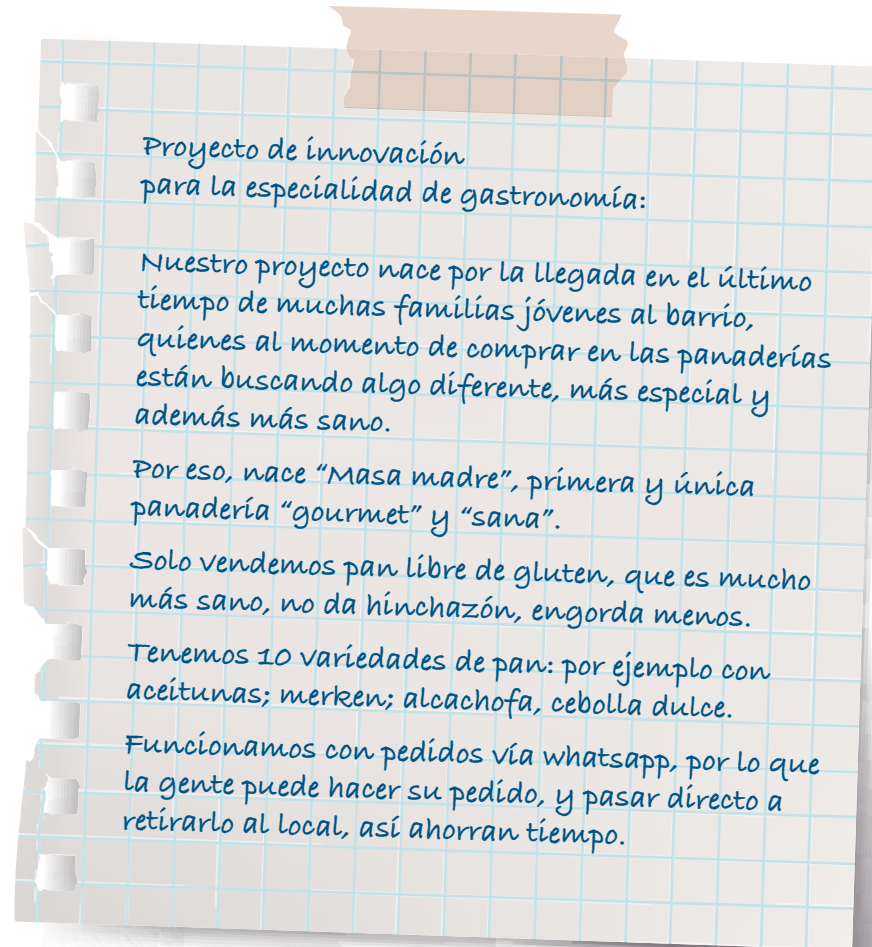 Proyecto de innovación
para la especialidad de gastronomía:
Nuestro proyecto nace por la llegada en el último
tiempo de muchas familias jóvenes al barrio,
quienes al momento de comprar en las panaderías
están buscando algo diferente, más especial y
además más sano.
Por eso, nace “Masa madre”, primera y única
panadería “gourmet” y “sana”.
Solo vendemos pan libre de gluten, que es mucho
más sano, no da hinchazón, engorda menos.
Tenemos 10 variedades de pan: por ejemplo con
aceitunas; merken; alcachofa, cebolla dulce.
Funcionamos con pedidos vía whatsapp, por lo que
la gente puede hacer su pedido, y pasar directo a
retirarlo al local, así ahorran tiempo.